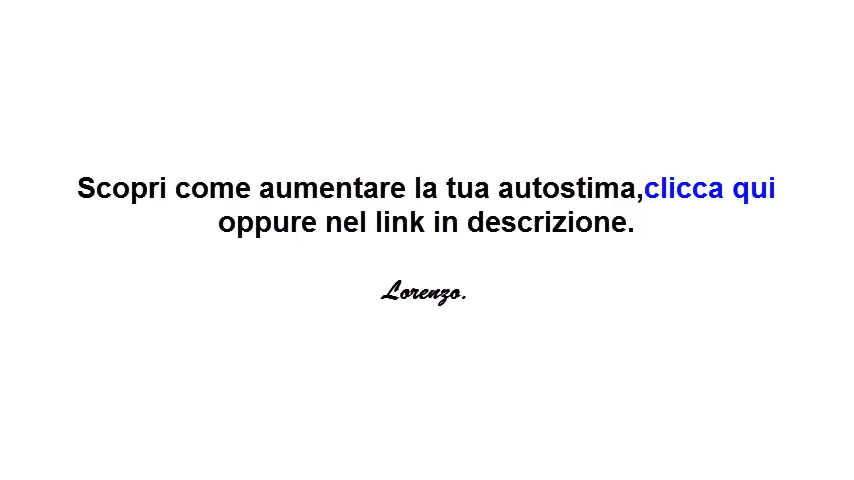 Scopri come aumentare la tua autostima,clicca qui
oppure nel link in descrizione.
Lorenzo.